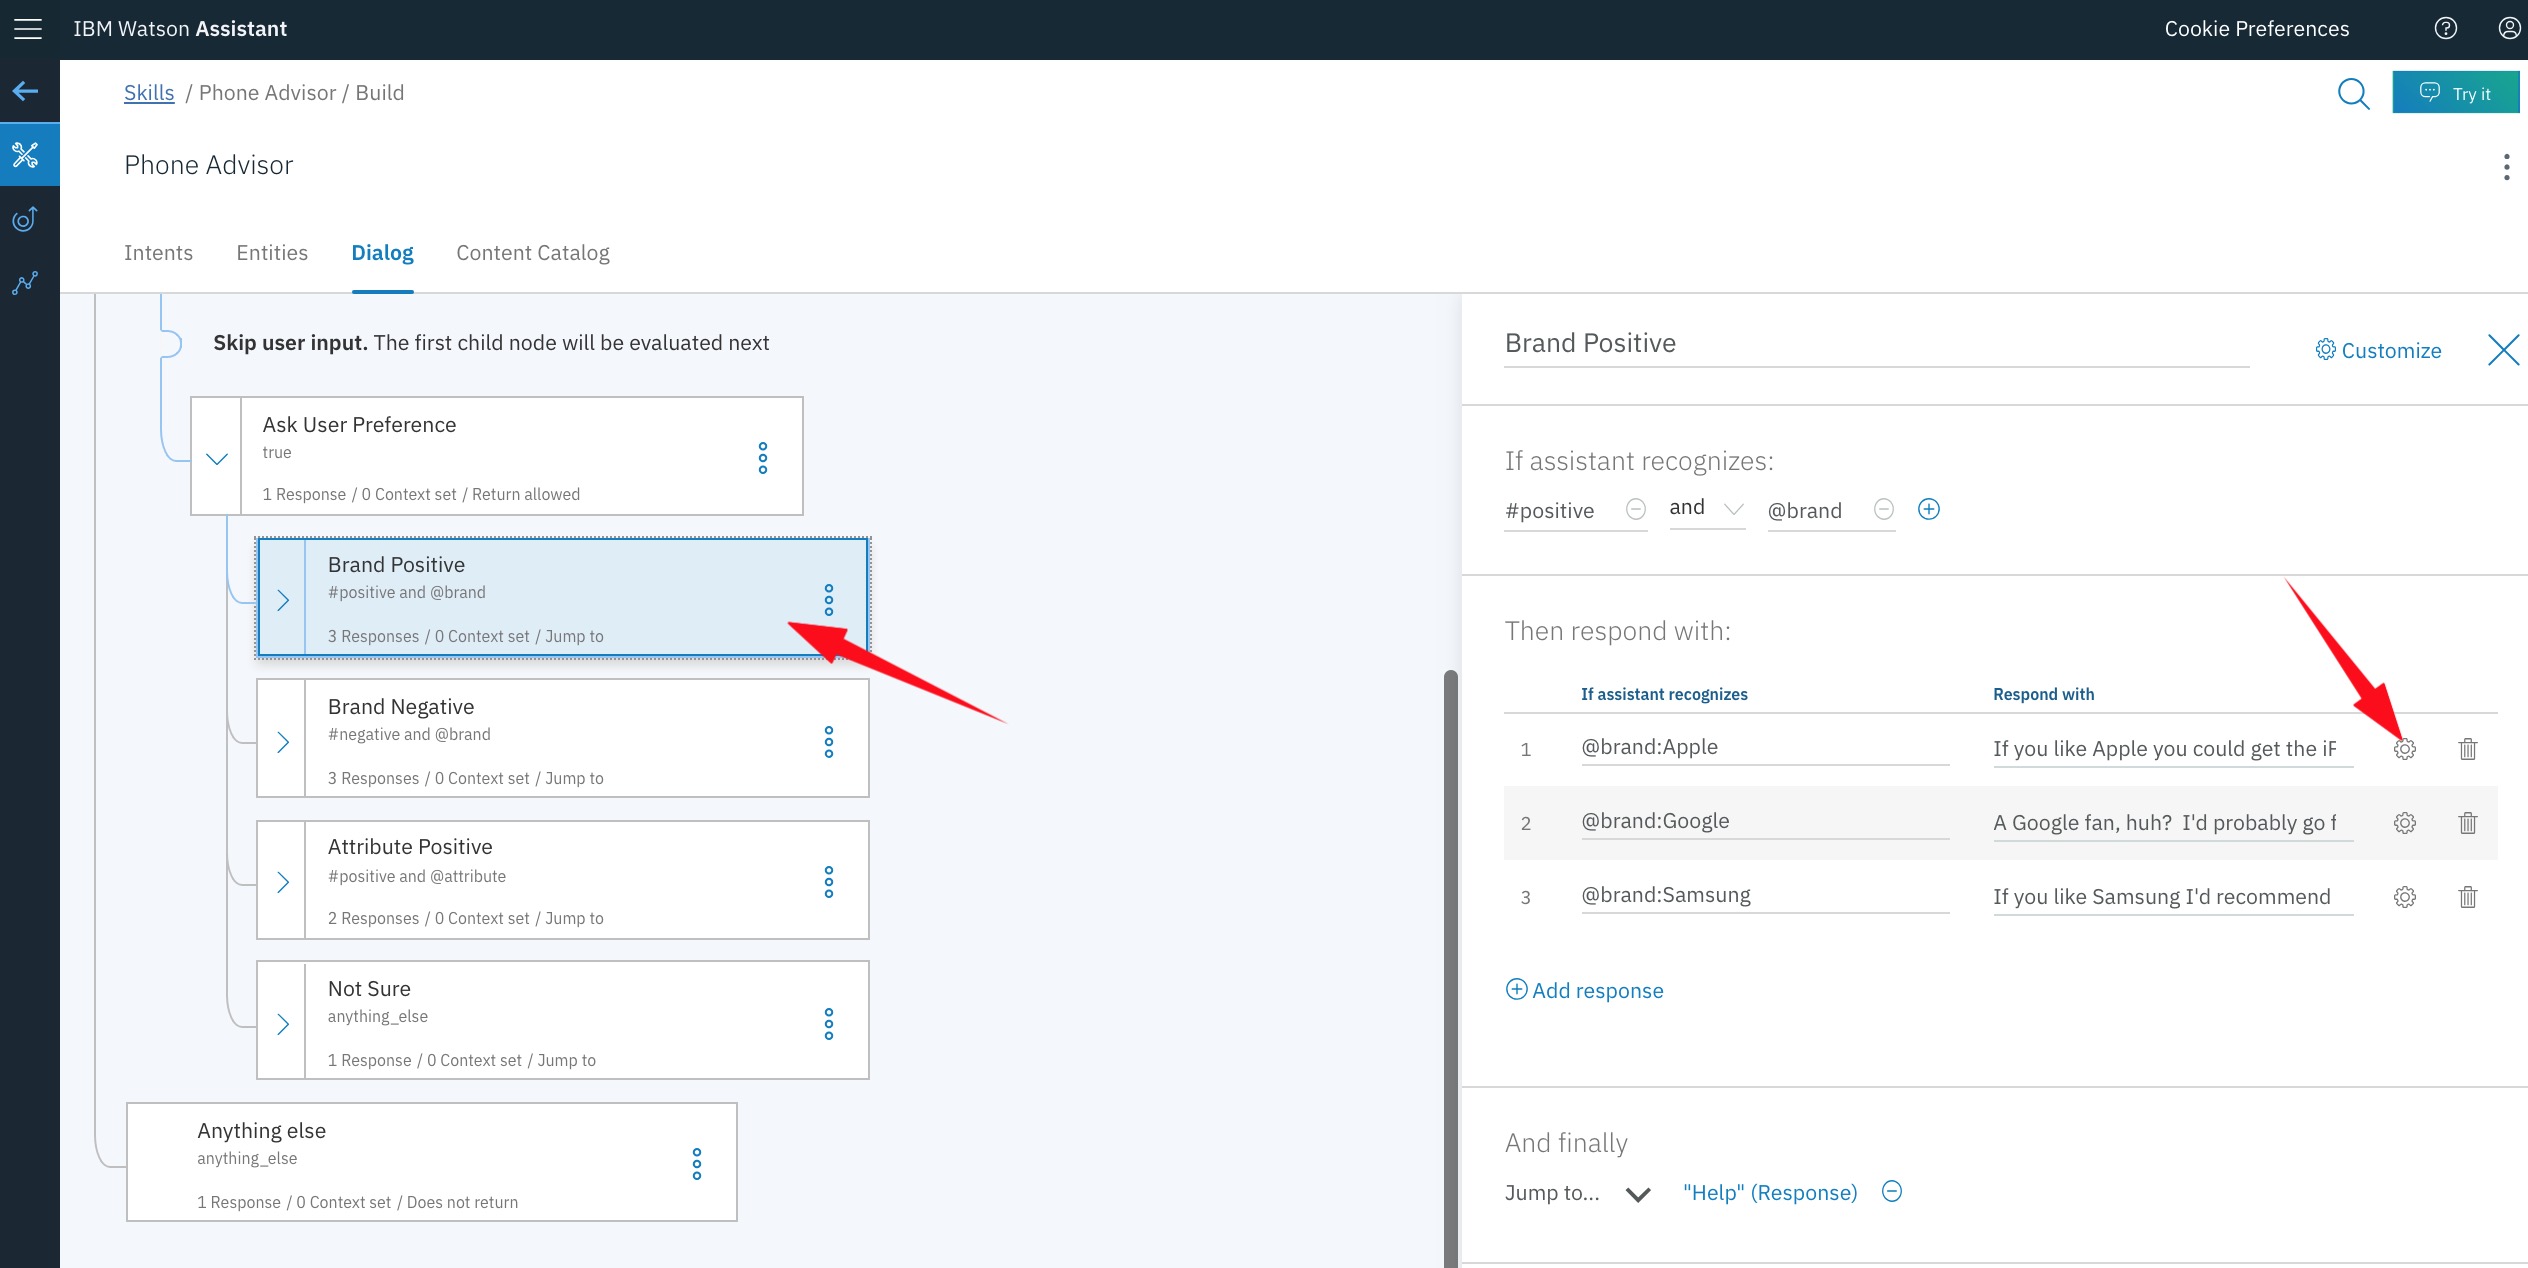 IBM Watson Assistant
Cookie Preferences
Skills / Phone Advisor / Build
Try it
Phone Advisor
Intents
Entities
Dialog
Content Catalog
Skip user input. The first child node will be evaluated next
Ask User Preference
true
1 Response / 0 Context set / Return allowed
Brand Positive
#positive and @brand
3 Responses / 0 Context set / Jump to
Brand Negative
#negative and @brand
3 Responses / 0 Context set / Jump to
Attribute Positive
#positive and @attribute
2 Responses / 0 Context set / Jump to
Not Sure
anything_else
1 Response / 0 Context set / Jump to
Anything else
anything_else
1 Response / 0 Context set / Does not return
Brand Positive
Customize
If assistant recognizes:
#positive and @brand
Then respond with:
If assistant recognizes Respond with
1 @brand:Apple If you like Apple you could get the iP
2 @brand:Google A Google fan, huh? I'd probably go f
3 @brand:Samsung If you like Samsung I'd recommend
Add response
And finally
Jump to... "Help" (Response)